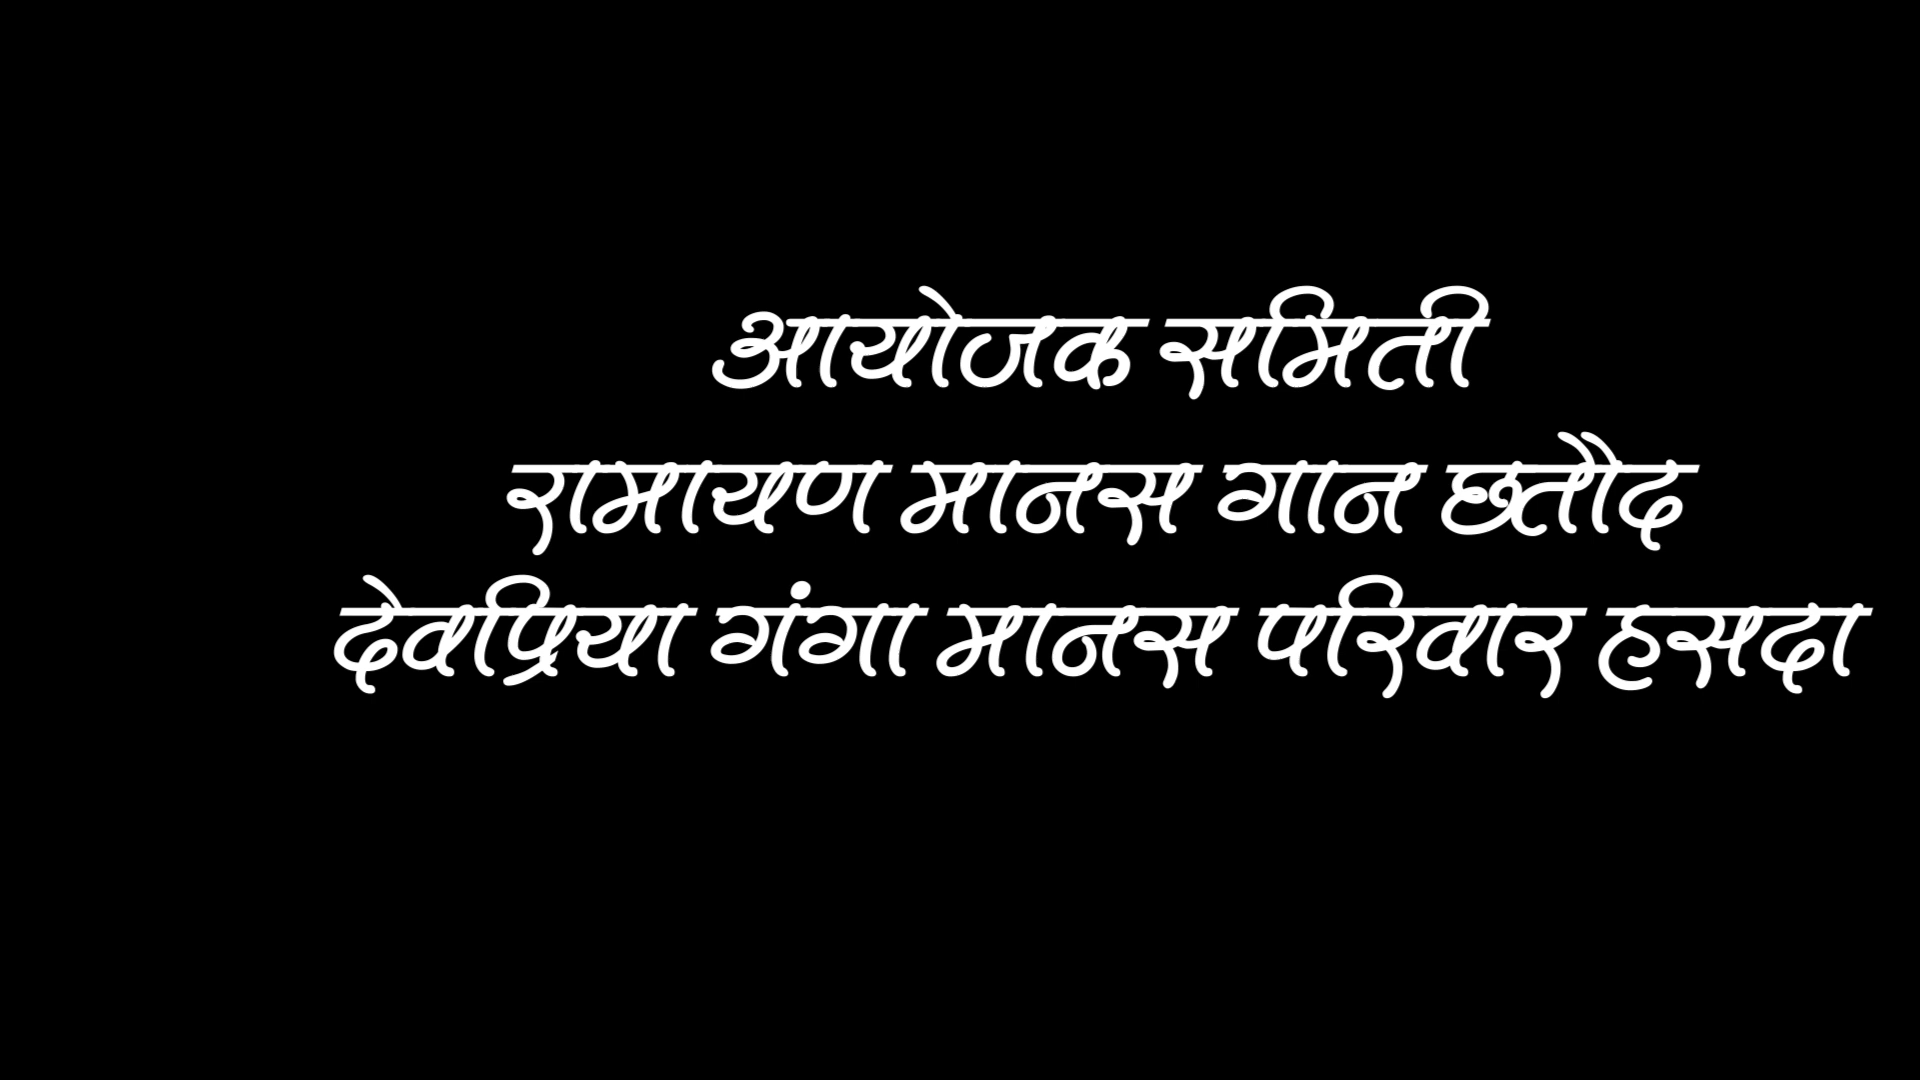 आयोजक समिती
रामायण मानस गान छतौद
देवप्रिया गंगा मानस परिवार हसदा